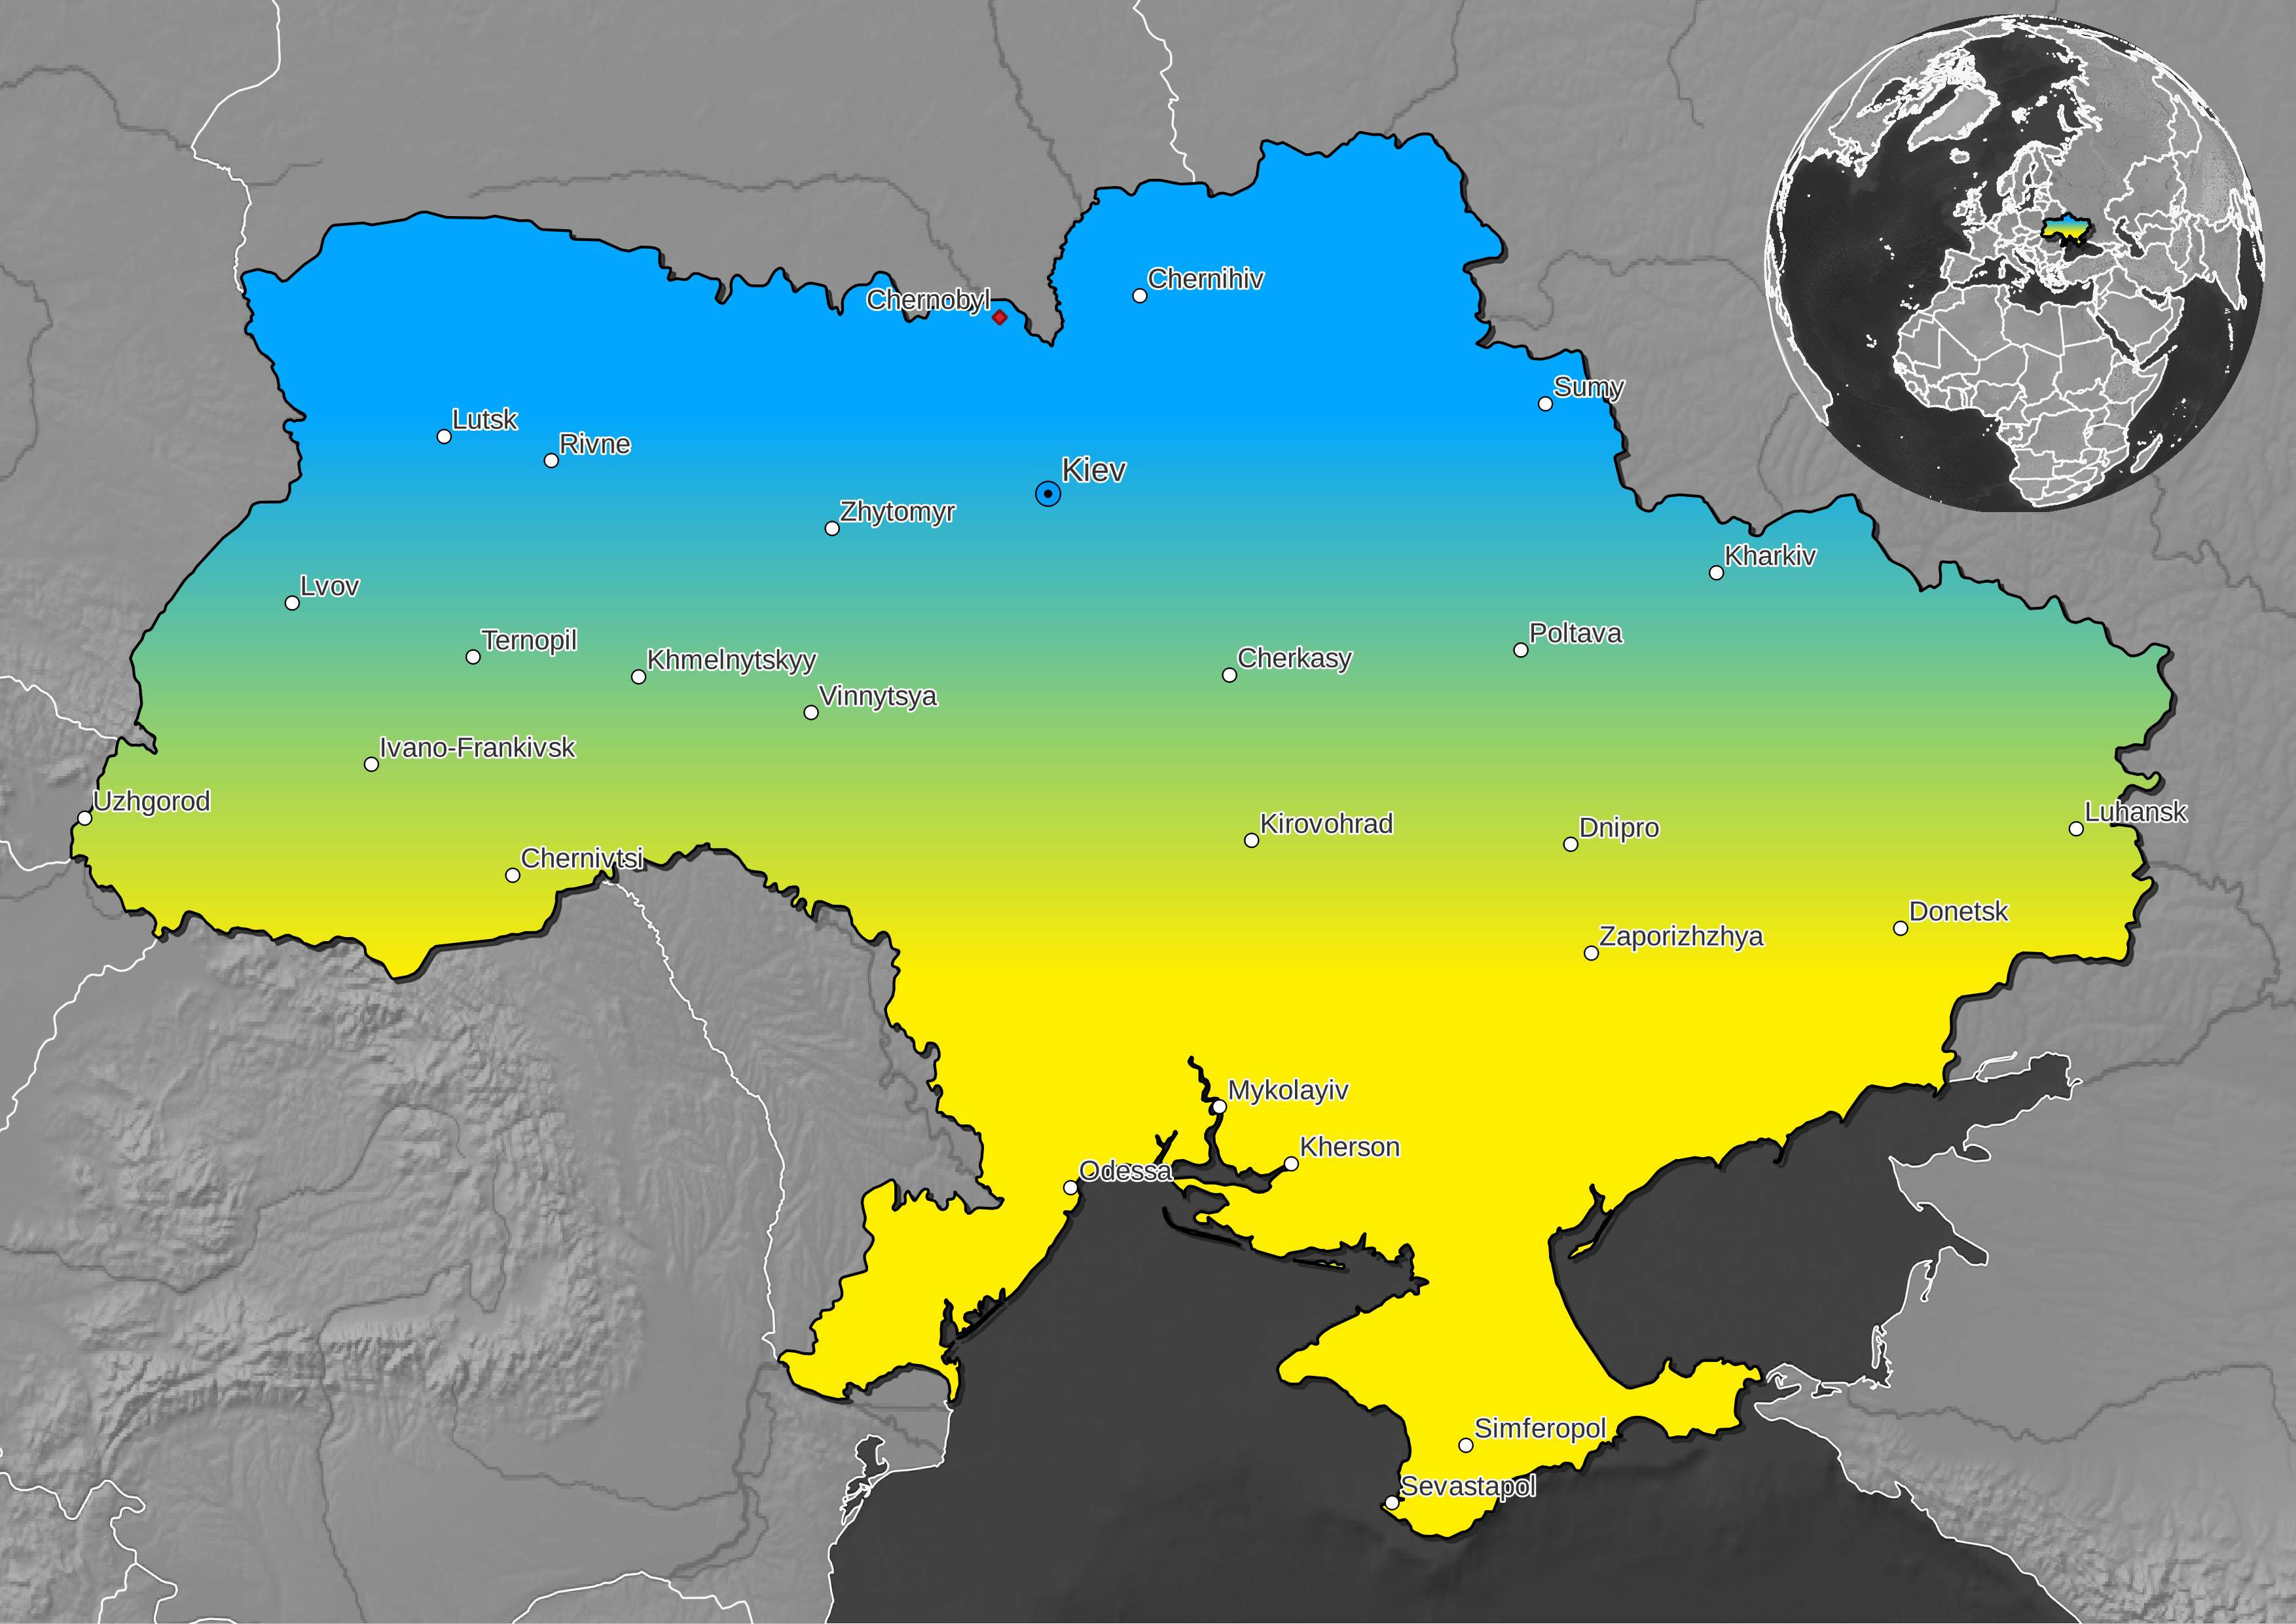 Chernihiv
Chernobyl
Sumy
Lutsk
Rivne
Kiev
Zhytomyr
Kharkiv
Lvov
Ternopil
Poltava
Khmelnytskyy
Cherkasy
Vinnytsya
Ivano-Frankivsk
Uzhgorod
Luhansk
Kirovohrad
Dnipro
Chernivtsi
Donetsk
Zaporizhzhya
Mykolayiv
Kherson
Odessa
Simferopol
Sevastapol